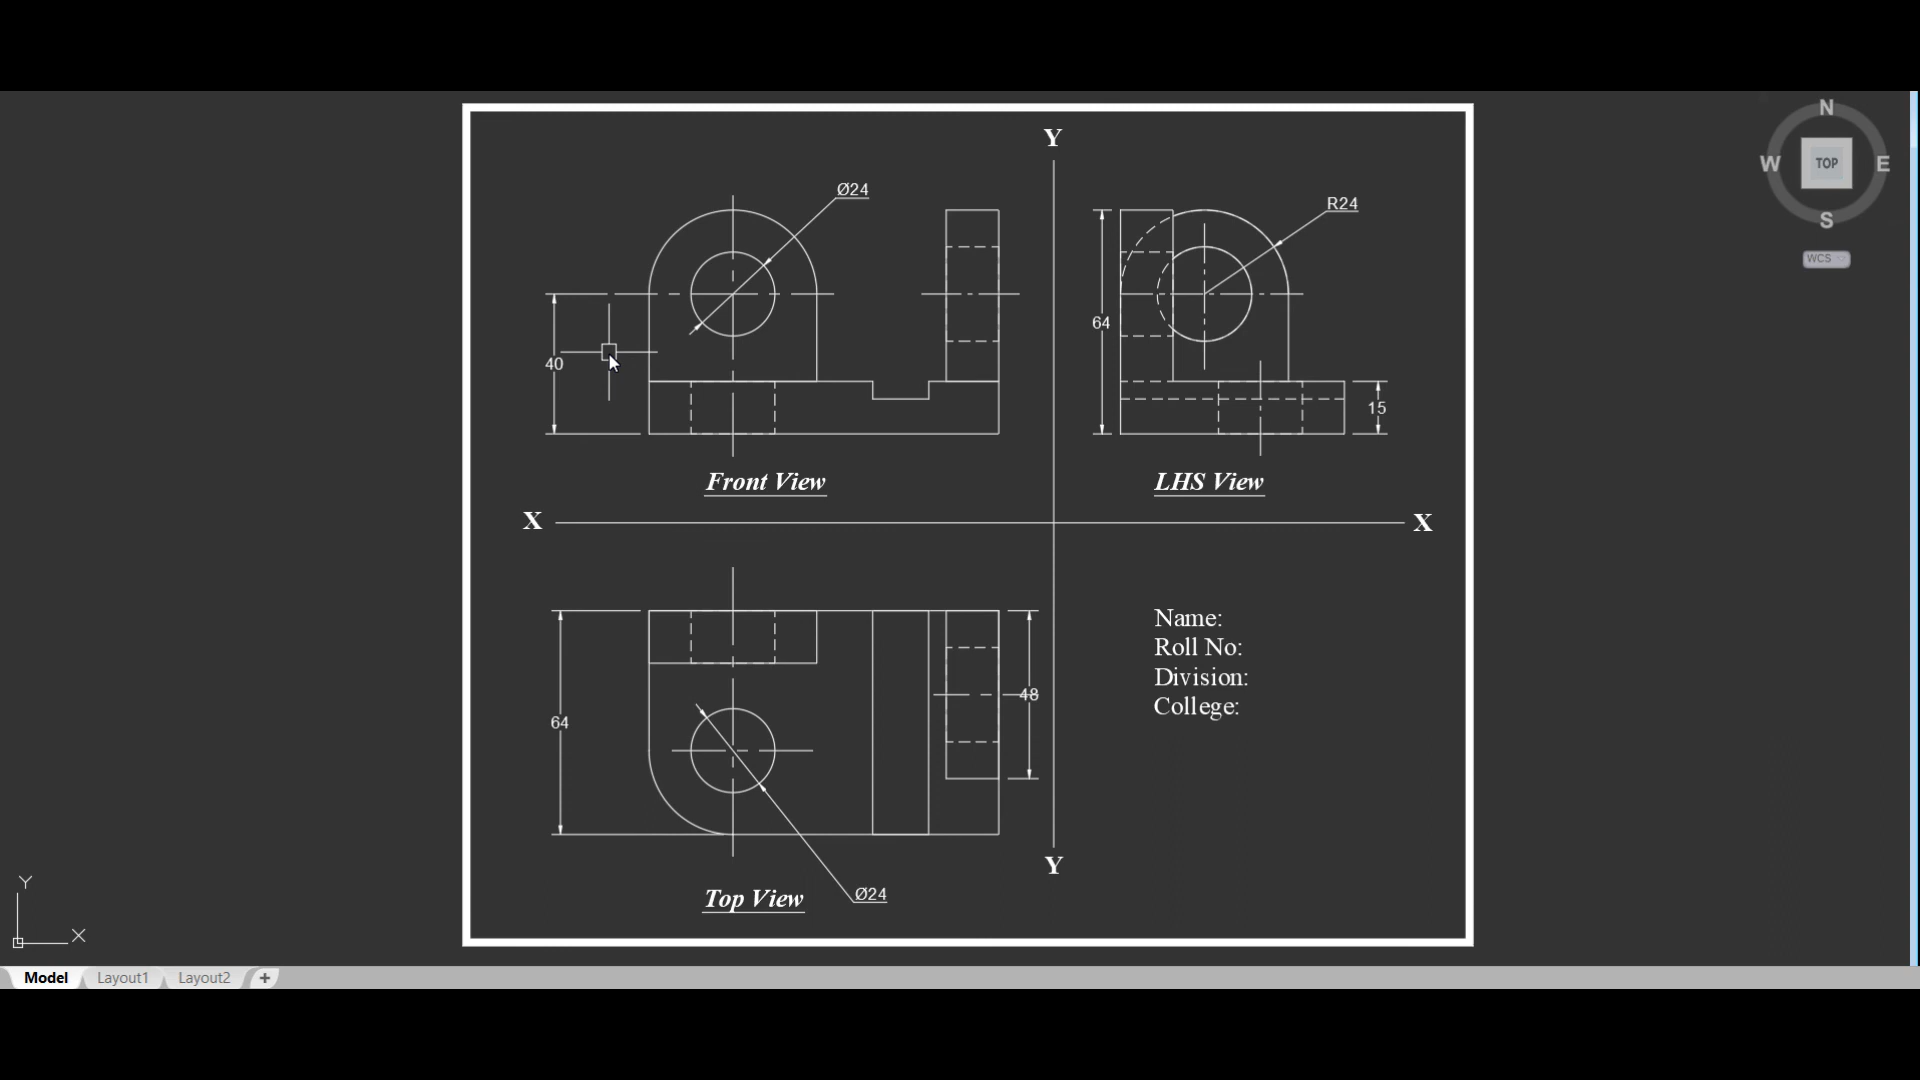 Y
N
W TOP E
S
WCS
Ø24
R24
64
40
15
Front View
LHS View
X
X
Name:
Roll No:
Division:
College:
48
64
Y
Ø24
Top View
Y
X
Model Layout1 Layout2 +